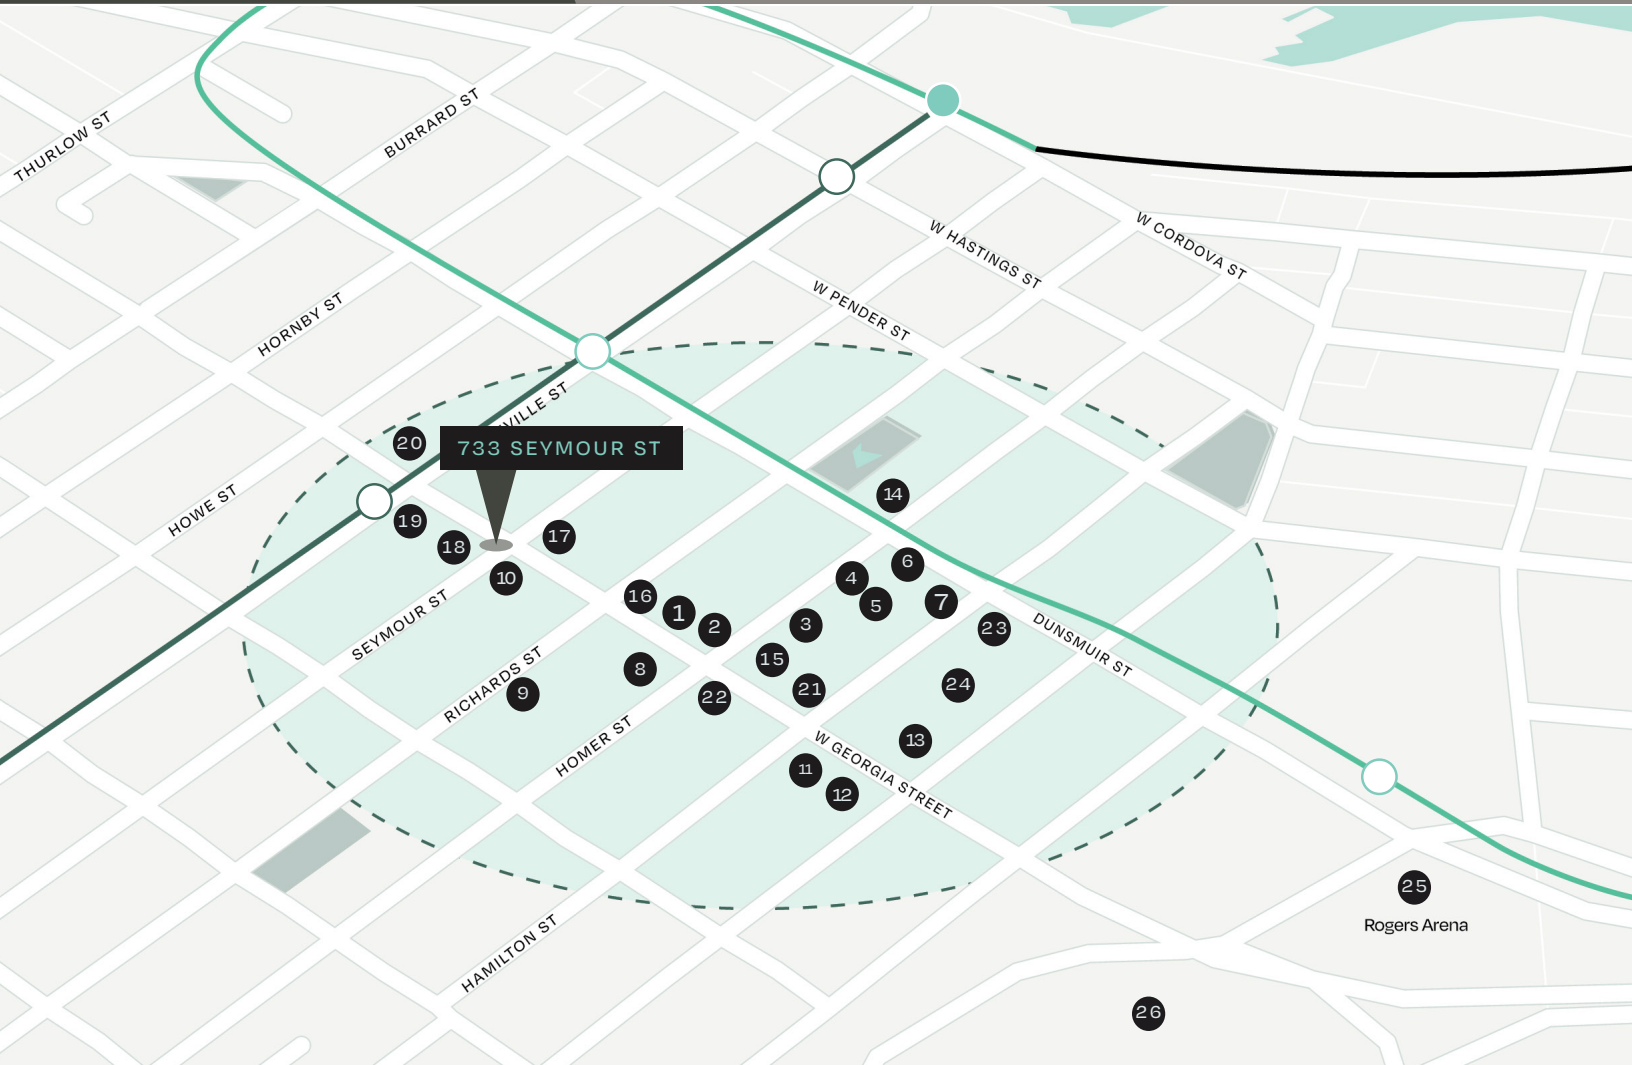 THURLOW ST
BURRARD ST
W CORDOVA ST
W HASTINGS ST
W PENDER ST
HORNBY ST
VILLE ST
20
733 SEYMOUR ST
HOWE ST
14
19
18
17
10
6
4
5
7
16
1
2
3
23
SEYMOUR ST
DUNSMUIR ST
15
8
RICHARDS ST
9
21
22
24
HOMER ST
13
W GEORGIA STREET
11
12
25
Rogers Arena
HAMILTON ST
26